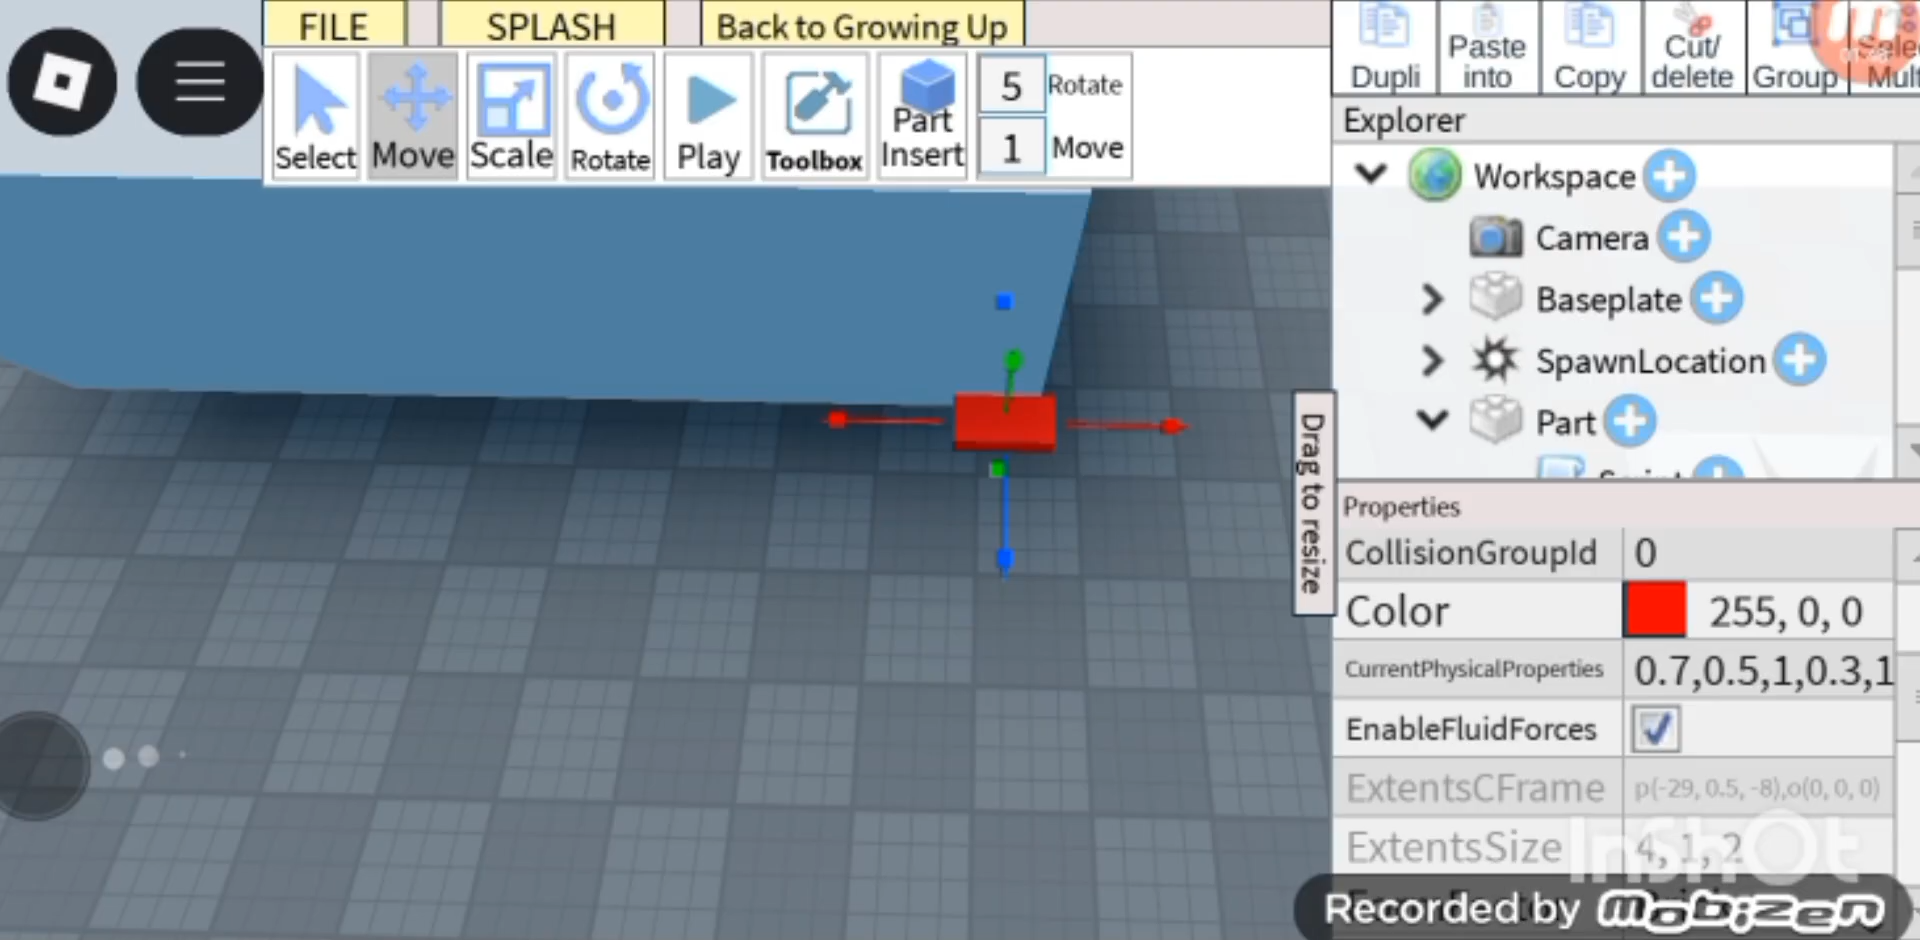 FILE
SPLASH
Back to Growing Up
Select
Move
Scale
Rotate
Play
Toolbox
Part
Insert
5 Rotate
1 Move
Dupli
Paste
into
Copy
Cut/
delete
Group
Explorer
Workspace
Camera
Baseplate
SpawnLocation
Part
Drag to resize
Properties
CollisionGroupId 0
Color 255, 0, 0
CurrentPhysicalProperties 0.7,0.5,1,0.3,1
EnableFluidForces
ExtentsCFrame p(-29, 0.5, -8),o(0, 0, 0)
ExtentsSize 4, 1, 2
InShOt
Recorded by mobizen